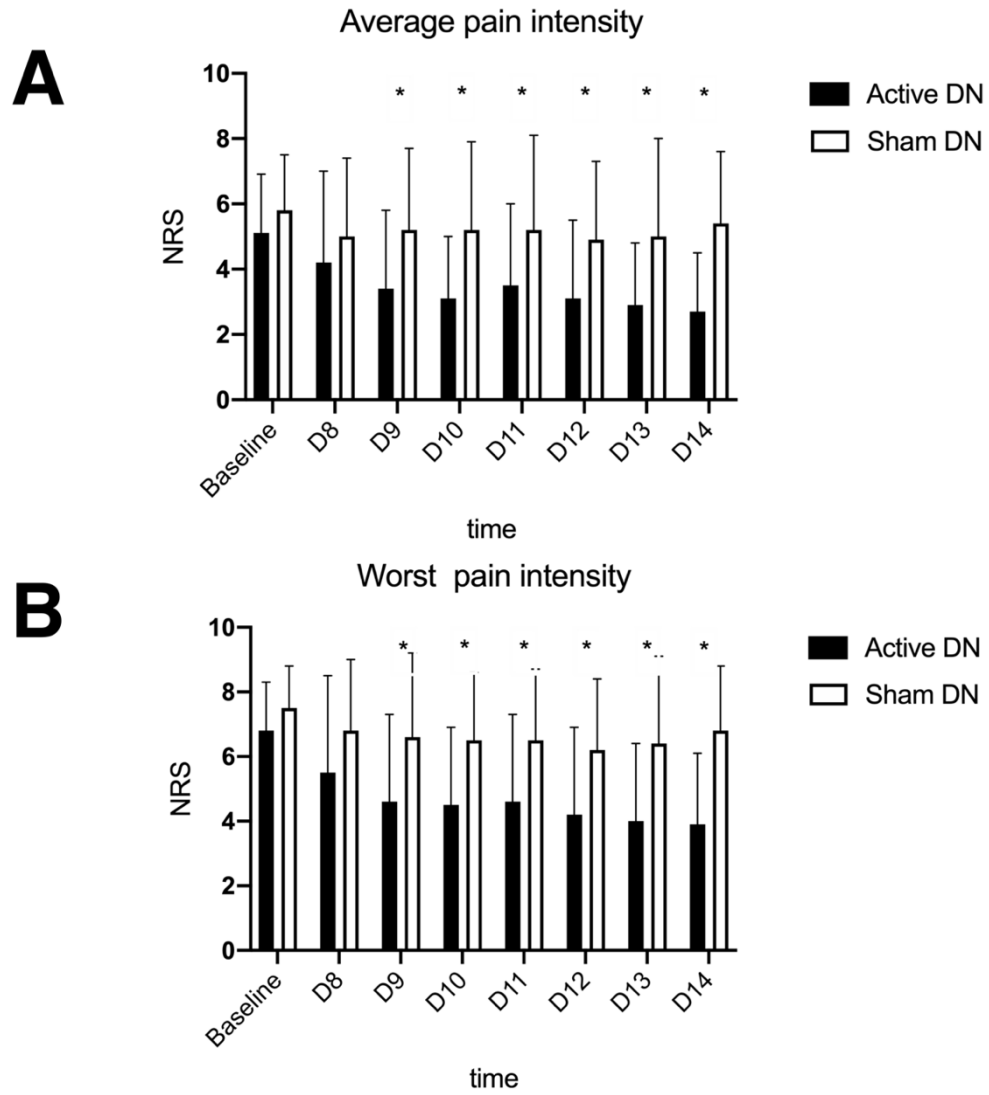 Average pain intensity
A
10
8
6
4
2
0
NRS
* * * * * *
Active DN
Sham DN
Baseline D8 D9 D10 D11 D12 D13 D14
time
Worst pain intensity
B
10
8
6
4
2
0
NRS
* * * * * *
Active DN
Sham DN
Baseline D8 D9 D10 D11 D12 D13 D14
time